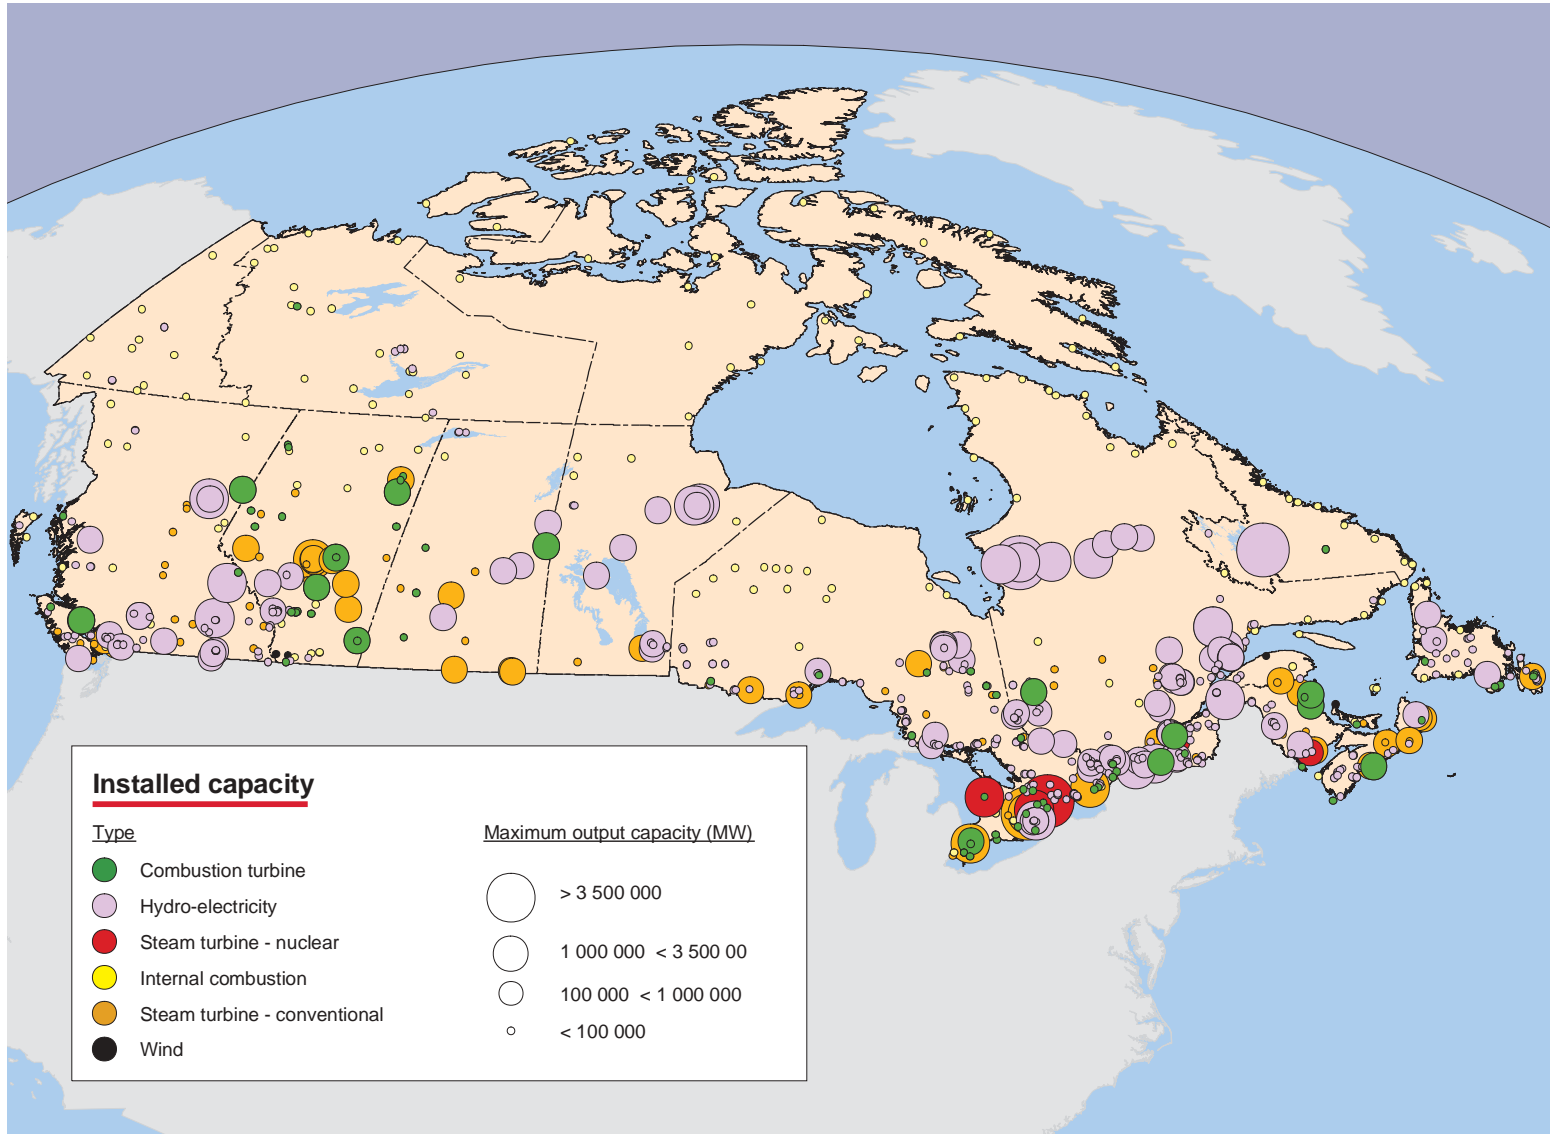 Installed capacity
Type
Combustion turbine
Hydro-electricity
Steam turbine - nuclear
Internal combustion
Steam turbine - conventional
Wind
Maximum output capacity (MW)
> 3 500 000
1 000 000 < 3 500 00
100 000 < 1 000 000
< 100 000